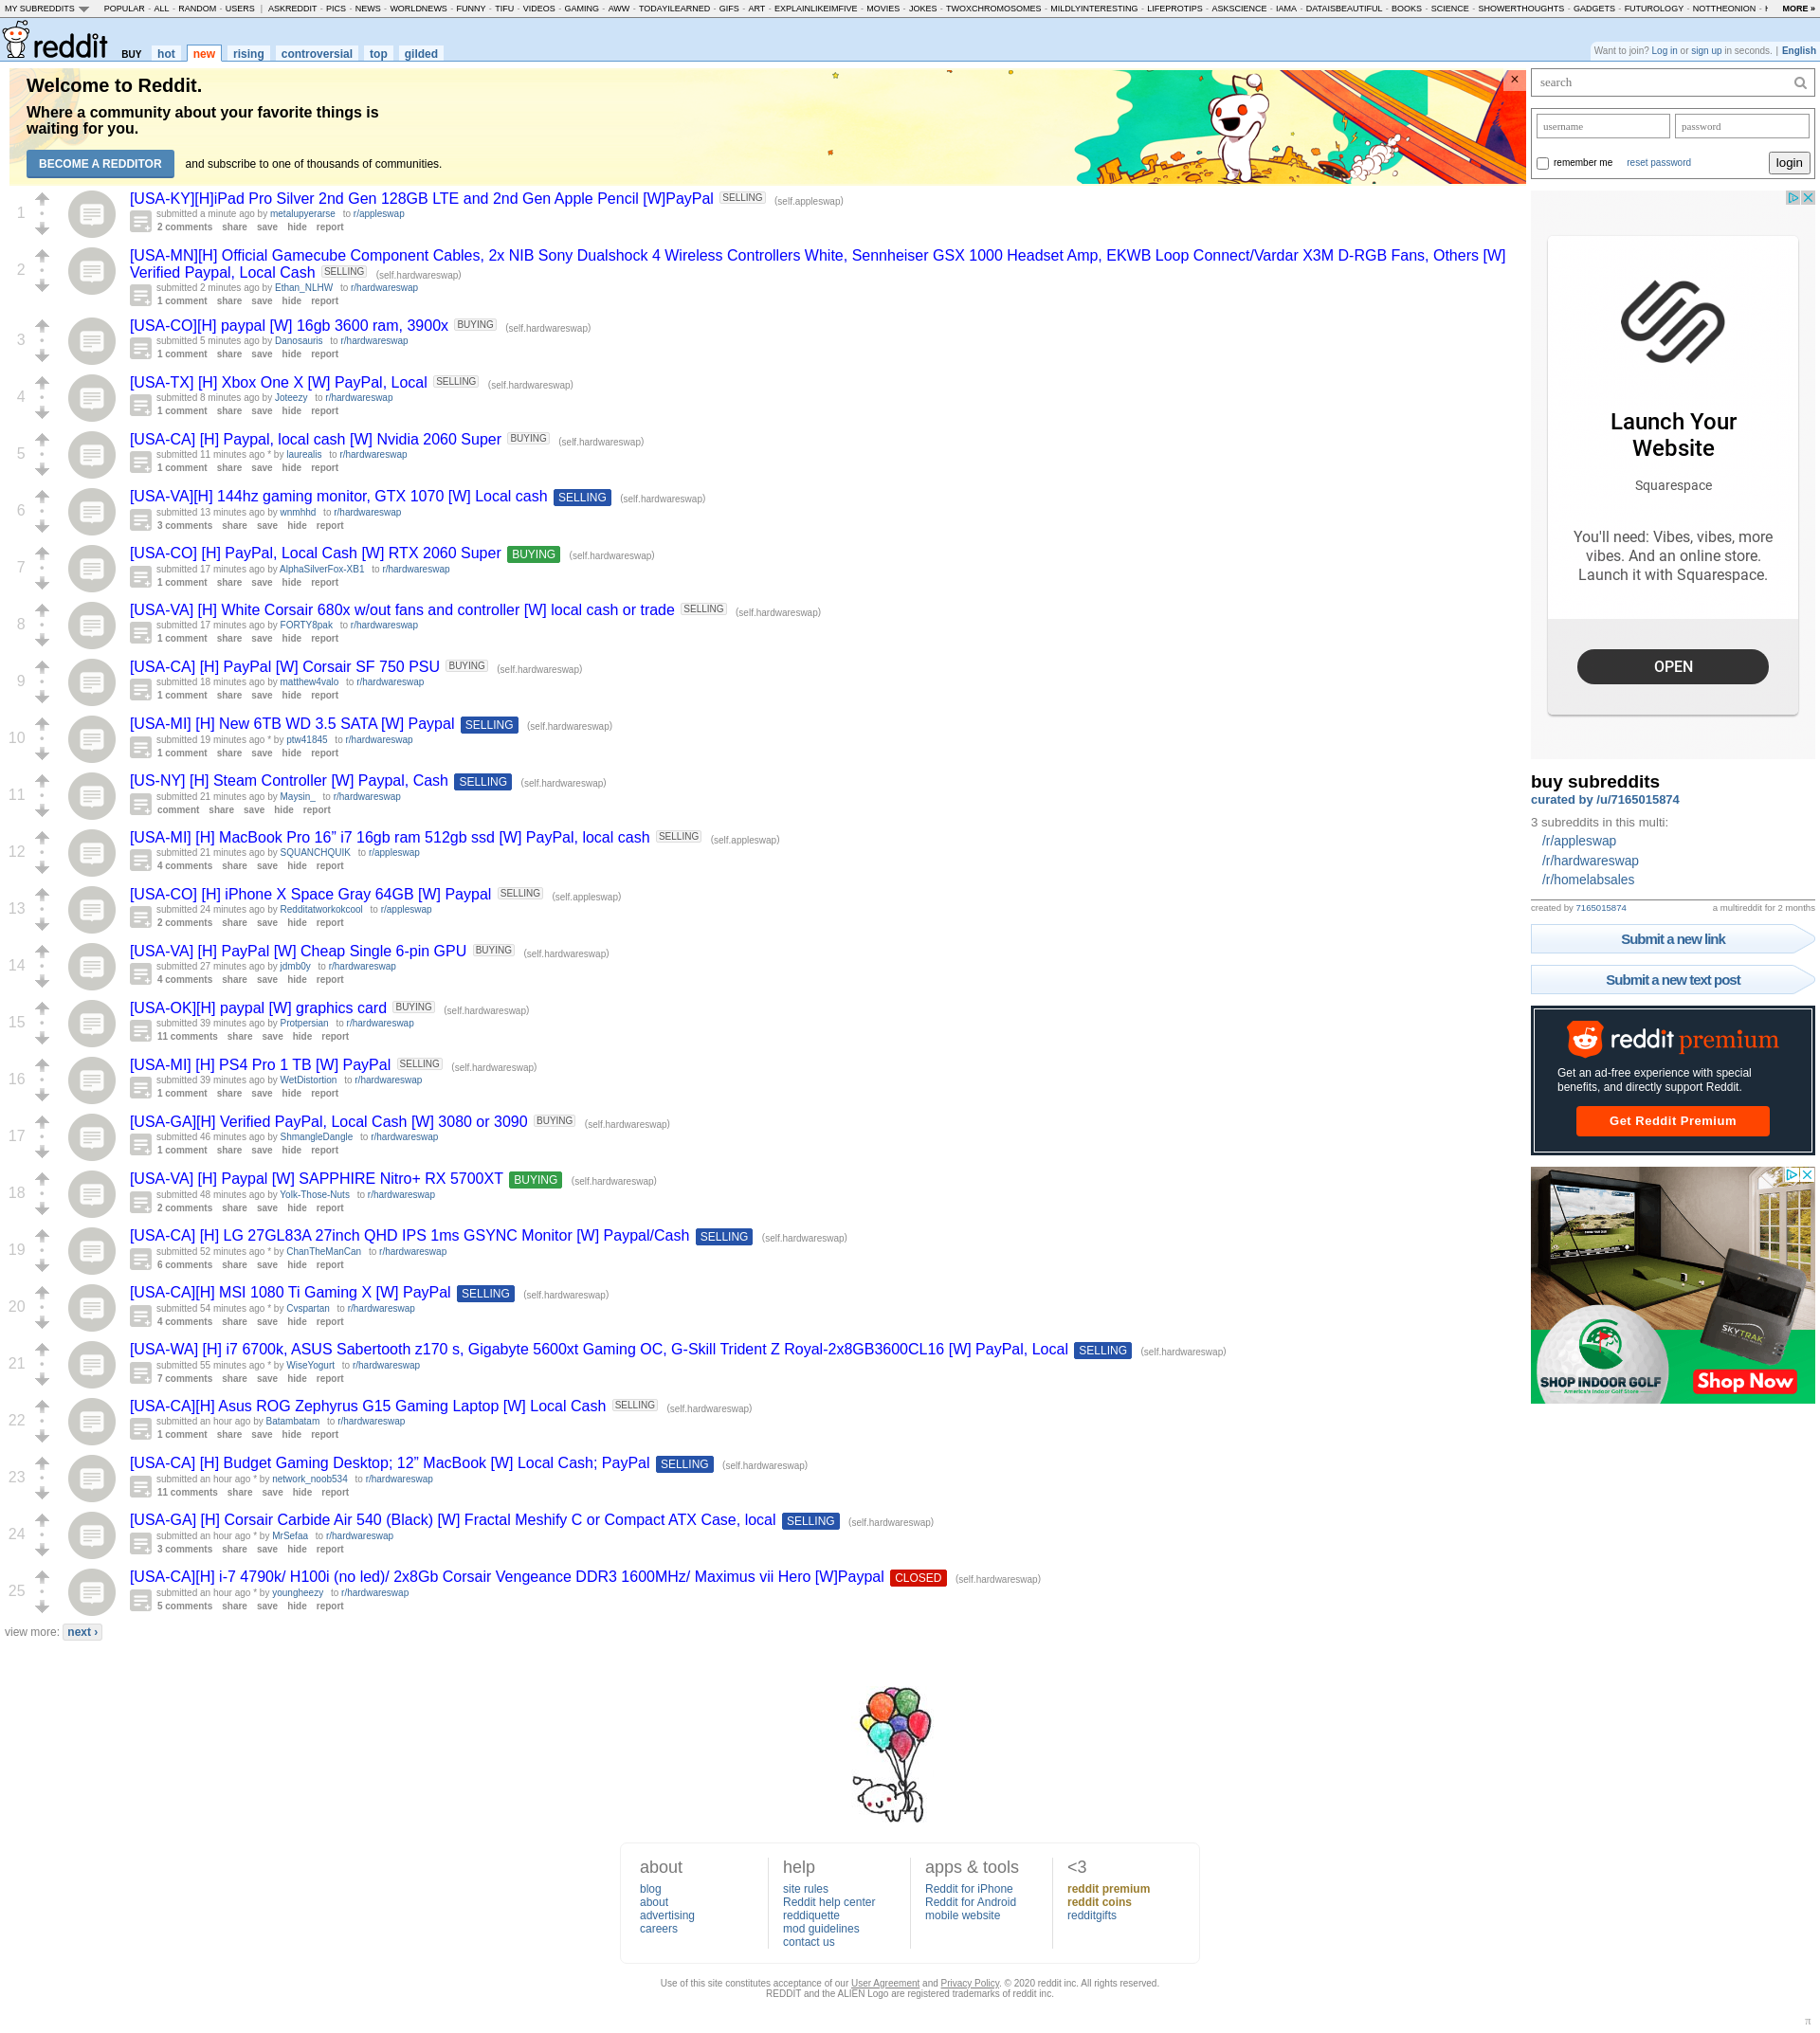 MY SUBREDDITS POPULAR - ALL - RANDOM - USERS | ASKREDDIT - PICS - NEWS - WORLDNEWS - FUNNY - TIFU - VIDEOS - GAMING - AWW - TODAYILEARNED - GIFS - ART - EXPLAINLIKEIMFIVE - MOVIES - JOKES - TWOXCHROMOSOMES - MILDLYINTERESTING - LIFEPROTIPS - ASKSCIENCE - IAMA - DATAISBEAUTIFUL - BOOKS - SCIENCE - SHOWERTHOUGHTS - GADGETS - FUTUROLOGY - NOTTHEONION - MORE »
reddit BUY hot new rising controversial top gilded
Want to join? Log in or sign up in seconds. | English
Welcome to Reddit.
Where a community about your favorite things is
waiting for you.
BECOME A REDDITOR and subscribe to one of thousands of communities.
×
1
[USA-KY][H]iPad Pro Silver 2nd Gen 128GB LTE and 2nd Gen Apple Pencil [W]PayPal SELLING (self.appleswap)
submitted a minute ago by metalupyerarse to r/appleswap
2 comments share save hide report
2
[USA-MN][H] Official Gamecube Component Cables, 2x NIB Sony Dualshock 4 Wireless Controllers White, Sennheiser GSX 1000 Headset Amp, EKWB Loop Connect/Vardar X3M D-RGB Fans, Others [W]
Verified Paypal, Local Cash SELLING (self.hardwareswap)
submitted 2 minutes ago by Ethan_NLHW to r/hardwareswap
1 comment share save hide report
3
[USA-CO][H] paypal [W] 16gb 3600 ram, 3900x BUYING (self.hardwareswap)
submitted 5 minutes ago by Danosauris to r/hardwareswap
1 comment share save hide report
4
[USA-TX] [H] Xbox One X [W] PayPal, Local SELLING (self.hardwareswap)
submitted 8 minutes ago by Joteezy to r/hardwareswap
1 comment share save hide report
5
[USA-CA] [H] Paypal, local cash [W] Nvidia 2060 Super BUYING (self.hardwareswap)
submitted 11 minutes ago * by laurealis to r/hardwareswap
1 comment share save hide report
6
[USA-VA][H] 144hz gaming monitor, GTX 1070 [W] Local cash SELLING (self.hardwareswap)
submitted 13 minutes ago by wnmhhd to r/hardwareswap
3 comments share save hide report
7
[USA-CO] [H] PayPal, Local Cash [W] RTX 2060 Super BUYING (self.hardwareswap)
submitted 17 minutes ago by AlphaSilverFox-XB1 to r/hardwareswap
1 comment share save hide report
8
[USA-VA] [H] White Corsair 680x w/out fans and controller [W] local cash or trade SELLING (self.hardwareswap)
submitted 17 minutes ago by FORTY8pak to r/hardwareswap
1 comment share save hide report
9
[USA-CA] [H] PayPal [W] Corsair SF 750 PSU BUYING (self.hardwareswap)
submitted 18 minutes ago by matthew4valo to r/hardwareswap
1 comment share save hide report
10
[USA-MI] [H] New 6TB WD 3.5 SATA [W] Paypal SELLING (self.hardwareswap)
submitted 19 minutes ago * by ptw41845 to r/hardwareswap
1 comment share save hide report
11
[US-NY] [H] Steam Controller [W] Paypal, Cash SELLING (self.hardwareswap)
submitted 21 minutes ago by Maysin_ to r/hardwareswap
comment share save hide report
12
[USA-MI] [H] MacBook Pro 16” i7 16gb ram 512gb ssd [W] PayPal, local cash SELLING (self.appleswap)
submitted 21 minutes ago by SQUANCHQUIK to r/appleswap
4 comments share save hide report
13
[USA-CO] [H] iPhone X Space Gray 64GB [W] Paypal SELLING (self.appleswap)
submitted 24 minutes ago by Redditatworkokcool to r/appleswap
2 comments share save hide report
14
[USA-VA] [H] PayPal [W] Cheap Single 6-pin GPU BUYING (self.hardwareswap)
submitted 27 minutes ago by jdmb0y to r/hardwareswap
4 comments share save hide report
15
[USA-OK][H] paypal [W] graphics card BUYING (self.hardwareswap)
submitted 39 minutes ago by Protpersian to r/hardwareswap
11 comments share save hide report
16
[USA-MI] [H] PS4 Pro 1 TB [W] PayPal SELLING (self.hardwareswap)
submitted 39 minutes ago by WetDistortion to r/hardwareswap
1 comment share save hide report
17
[USA-GA][H] Verified PayPal, Local Cash [W] 3080 or 3090 BUYING (self.hardwareswap)
submitted 46 minutes ago by ShmangleDangle to r/hardwareswap
1 comment share save hide report
18
[USA-VA] [H] Paypal [W] SAPPHIRE Nitro+ RX 5700XT BUYING (self.hardwareswap)
submitted 48 minutes ago by Yolk-Those-Nuts to r/hardwareswap
2 comments share save hide report
19
[USA-CA] [H] LG 27GL83A 27inch QHD IPS 1ms GSYNC Monitor [W] Paypal/Cash SELLING (self.hardwareswap)
submitted 52 minutes ago * by ChanTheManCan to r/hardwareswap
6 comments share save hide report
20
[USA-CA][H] MSI 1080 Ti Gaming X [W] PayPal SELLING (self.hardwareswap)
submitted 54 minutes ago * by Cvspartan to r/hardwareswap
4 comments share save hide report
21
[USA-WA] [H] i7 6700k, ASUS Sabertooth z170 s, Gigabyte 5600xt Gaming OC, G-Skill Trident Z Royal-2x8GB3600CL16 [W] PayPal, Local SELLING (self.hardwareswap)
submitted 55 minutes ago * by WiseYogurt to r/hardwareswap
7 comments share save hide report
22
[USA-CA][H] Asus ROG Zephyrus G15 Gaming Laptop [W] Local Cash SELLING (self.hardwareswap)
submitted an hour ago by Batambatam to r/hardwareswap
1 comment share save hide report
23
[USA-CA] [H] Budget Gaming Desktop; 12” MacBook [W] Local Cash; PayPal SELLING (self.hardwareswap)
submitted an hour ago * by network_noob534 to r/hardwareswap
11 comments share save hide report
24
[USA-GA] [H] Corsair Carbide Air 540 (Black) [W] Fractal Meshify C or Compact ATX Case, local SELLING (self.hardwareswap)
submitted an hour ago * by MrSefaa to r/hardwareswap
3 comments share save hide report
25
[USA-CA][H] i-7 4790k/ H100i (no led)/ 2x8Gb Corsair Vengeance DDR3 1600MHz/ Maximus vii Hero [W]Paypal CLOSED (self.hardwareswap)
submitted an hour ago * by youngheezy to r/hardwareswap
5 comments share save hide report
view more: next ›
search
username password
remember me reset password login
Launch Your
Website
Squarespace
You'll need: Vibes, vibes, more
vibes. And an online store.
Launch it with Squarespace.
OPEN
buy subreddits
curated by /u/7165015874
3 subreddits in this multi:
/r/appleswap
/r/hardwareswap
/r/homelabsales
created by 7165015874 a multireddit for 2 months
Submit a new link
Submit a new text post
reddit premium
Get an ad-free experience with special
benefits, and directly support Reddit.
Get Reddit Premium
SKYTRAK
SHOP INDOOR GOLF
America's Indoor Golf Store
Shop Now
about
blog
about
advertising
careers
help
site rules
Reddit help center
reddiquette
mod guidelines
contact us
apps & tools
Reddit for iPhone
Reddit for Android
mobile website
<3
reddit premium
reddit coins
redditgifts
Use of this site constitutes acceptance of our User Agreement and Privacy Policy. © 2020 reddit inc. All rights reserved.
REDDIT and the ALIEN Logo are registered trademarks of reddit inc.
π